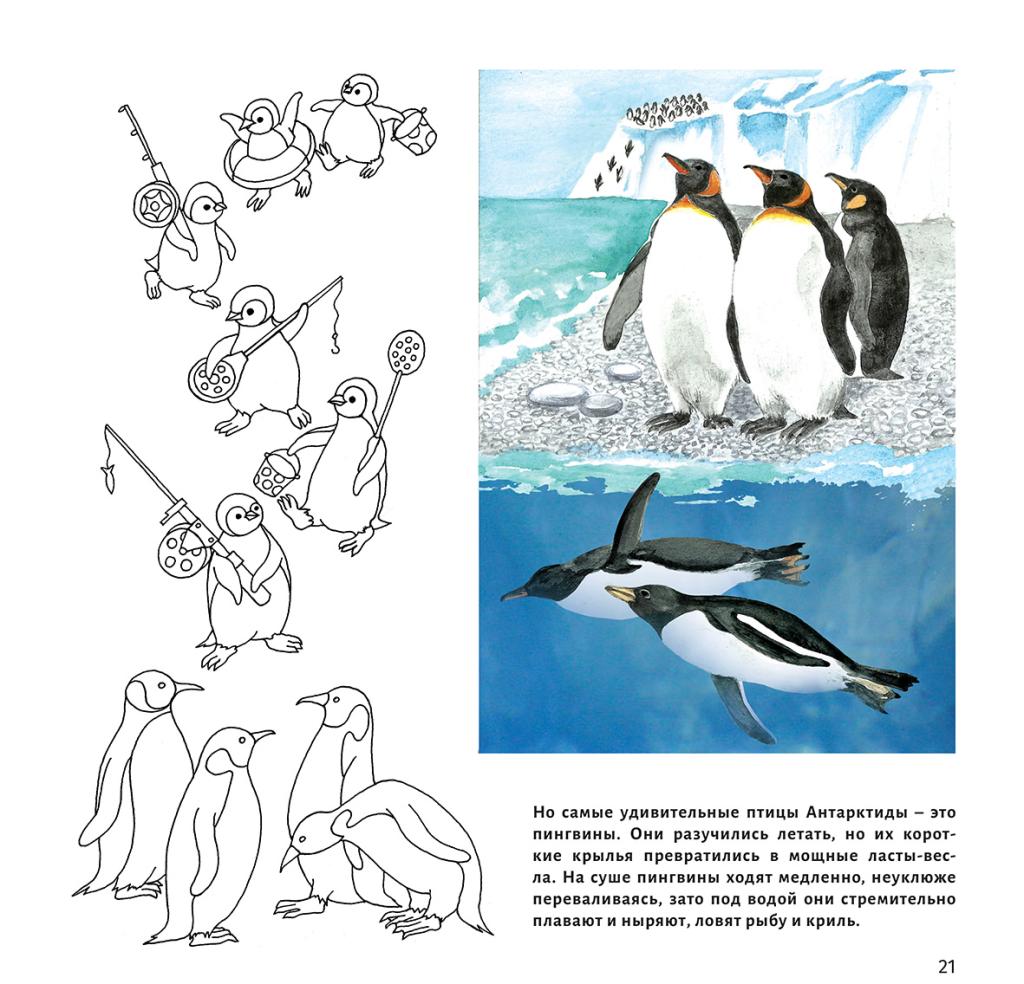 Но самые удивительные птицы Антарктиды – это
пингвины. Они разучились летать, но их корот-
кие крылья превратились в мощные ласты-вес-
ла. На суше пингвины ходят медленно, неуклюже
переваливаясь, зато под водой они стремительно
плавают и ныряют, ловят рыбу и криль.
21